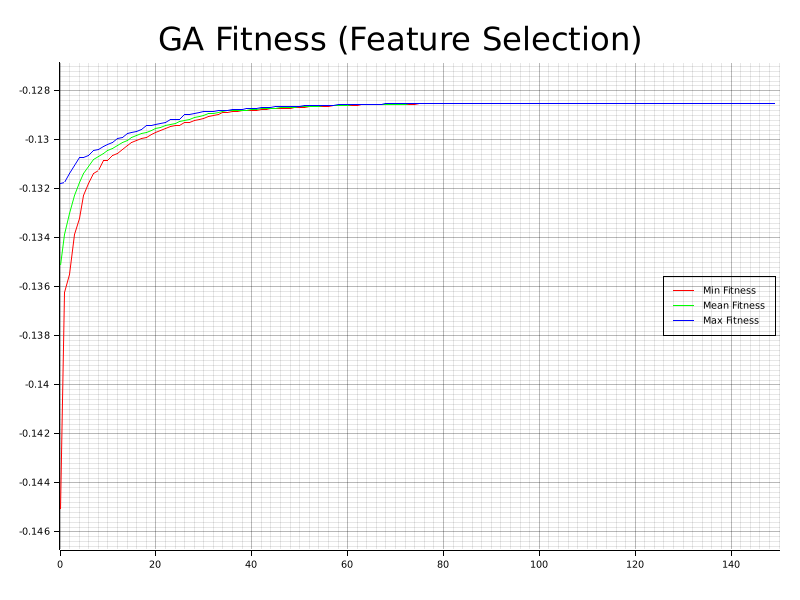 GA Fitness (Feature Selection)
-0.128
-0.13
-0.132
-0.134
-0.136
-0.138
-0.14
-0.142
-0.144
-0.146
Min Fitness
Mean Fitness
Max Fitness
0 20 40 60 80 100 120 140